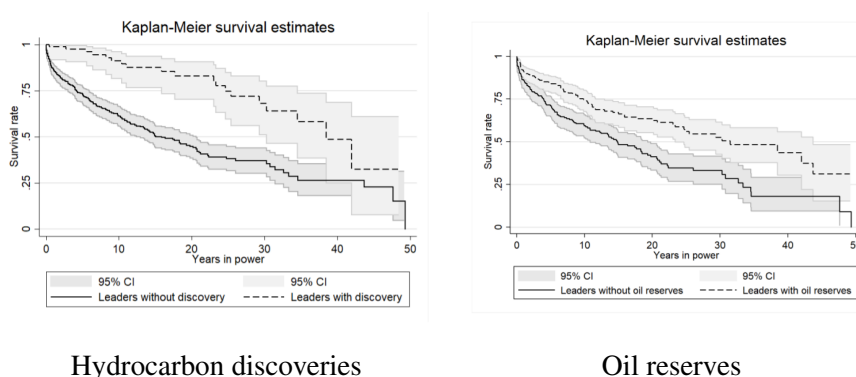 Kaplan-Meier survival estimates
Survival rate
1
.75
.5
.25
0
0 10 20 30 40 50
Years in power
95% CI 95% CI
Leaders without discovery Leaders with discovery
Hydrocarbon discoveries
Kaplan-Meier survival estimates
Survival rate
1
.75
.5
.25
0
0 10 20 30 40 50
Years in power
95% CI 95% CI
Leaders without oil reserves Leaders with oil reserves
Oil reserves